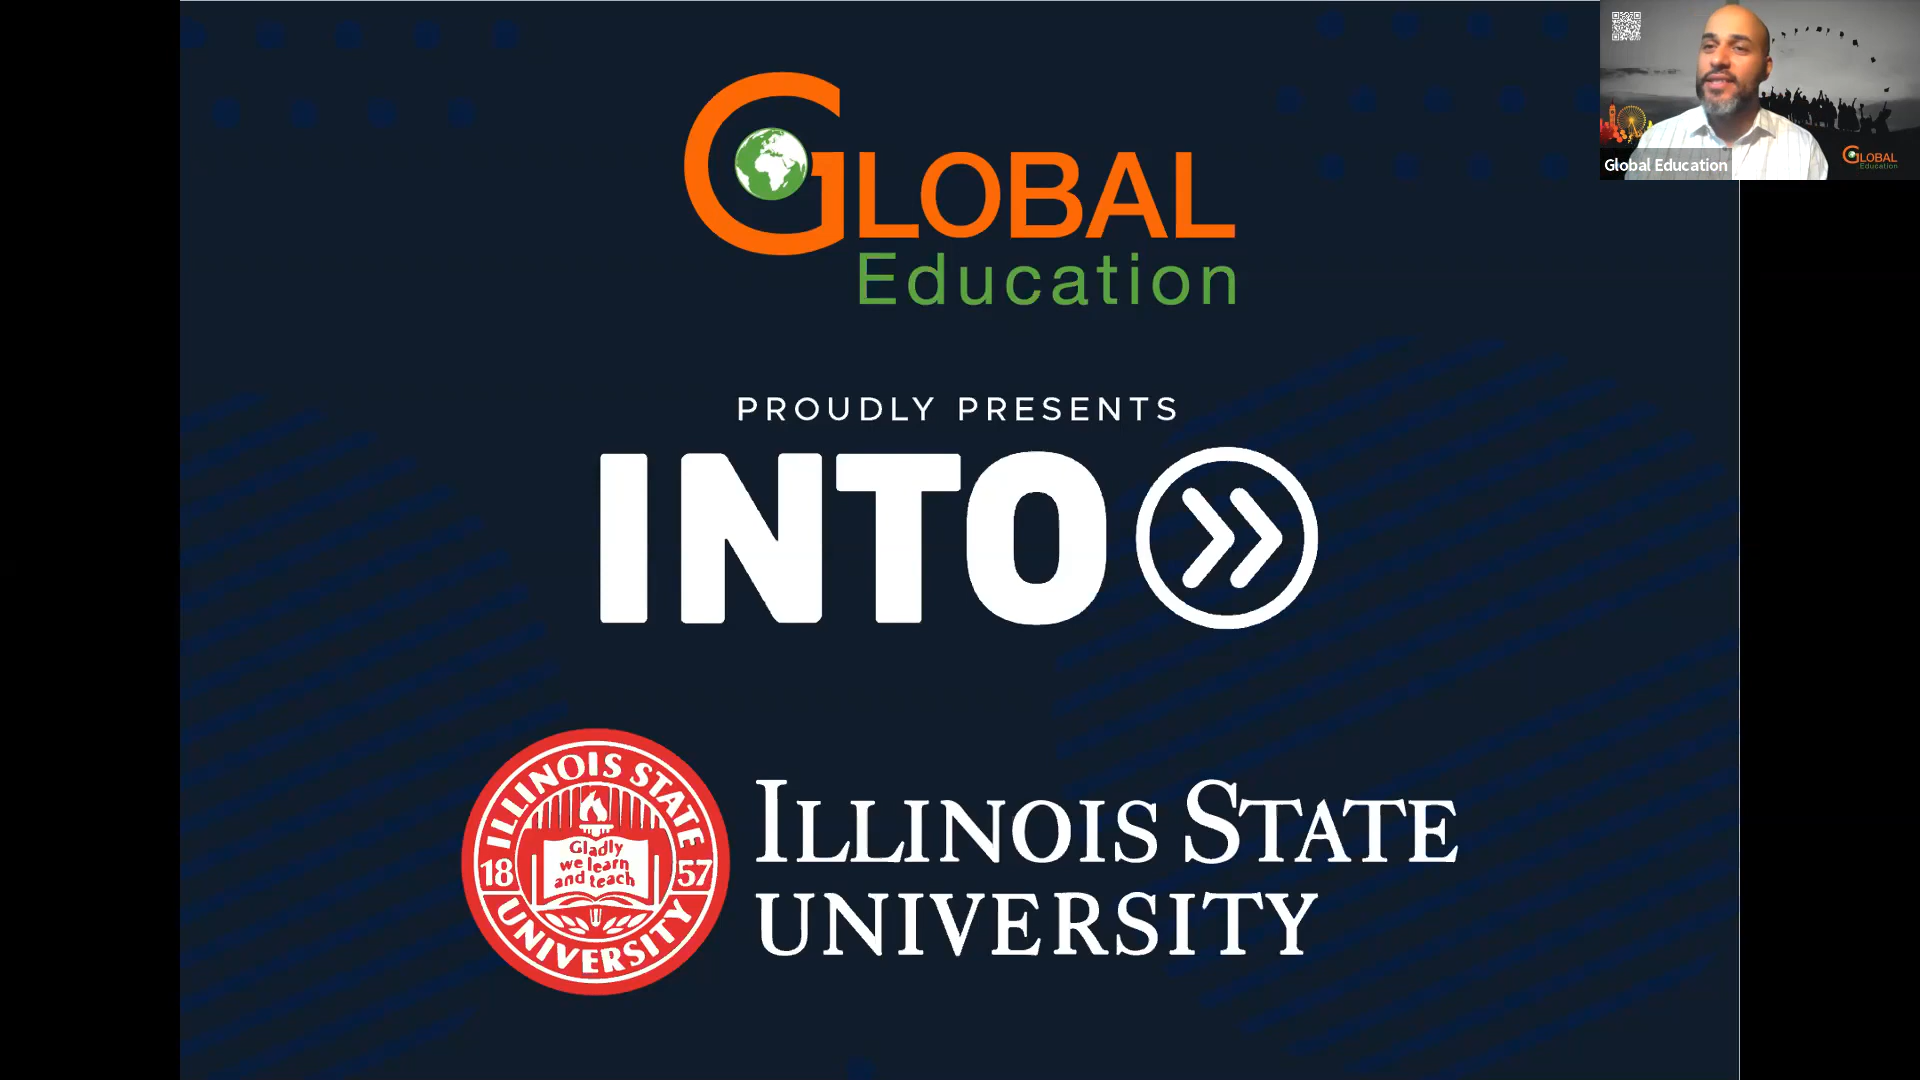 GLOBAL
Education
PROUDLY PRESENTS
INTO
ILLINOIS STATE
UNIVERSITY
ILLINOIS STATE
UNIVERSITY
18 57
Gladly
we learn
and teach
Global Education
GLOBAL
Education